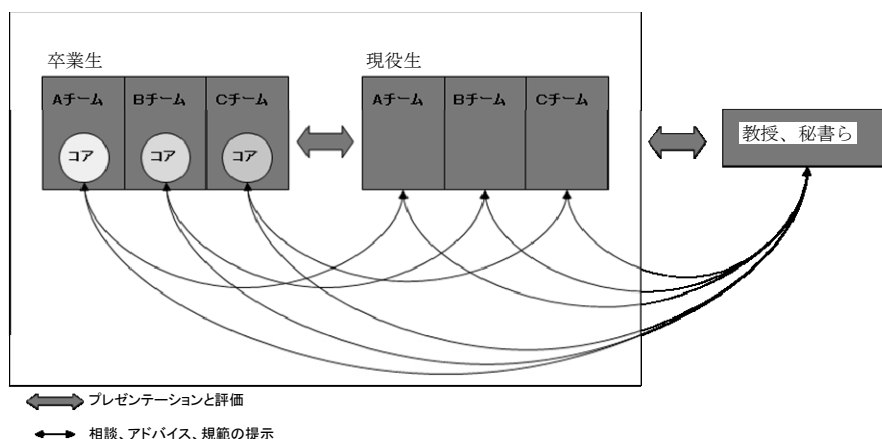 卒業生
現役生
Aチーム
Bチーム
Cチーム
Aチーム
Bチーム
Cチーム
教授、秘書ら
コア
コア
コア
プレゼンテーションと評価
相談、アドバイス、規範の提示